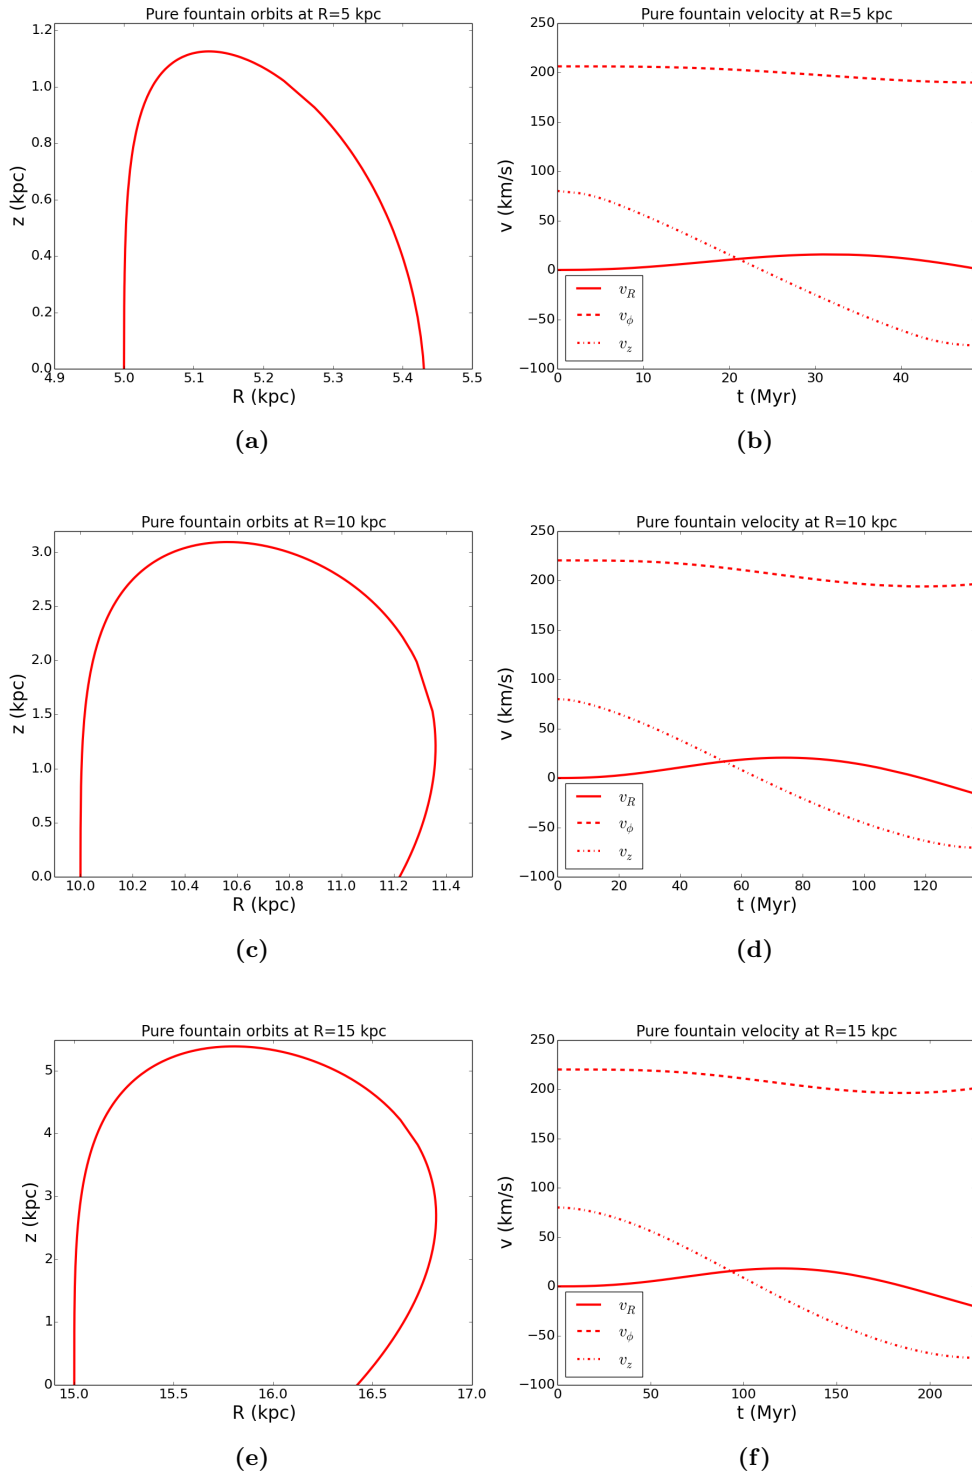 Pure fountain orbits at R=5 kpc
1.2
1.0
0.8
0.6
0.4
0.2
0.0
z (kpc)
4.9 5.0 5.1 5.2 5.3 5.4 5.5
R (kpc)
(a)
Pure fountain velocity at R=5 kpc
250
200
150
100
50
0
−50
−100
v (km/s)
v_R
v_ϕ
v_z
0 10 20 30 40
t (Myr)
(b)
Pure fountain orbits at R=10 kpc
3.0
2.5
2.0
1.5
1.0
0.5
0.0
z (kpc)
10.0 10.2 10.4 10.6 10.8 11.0 11.2 11.4
R (kpc)
(c)
Pure fountain velocity at R=10 kpc
250
200
150
100
50
0
−50
−100
v (km/s)
v_R
v_ϕ
v_z
0 20 40 60 80 100 120
t (Myr)
(d)
Pure fountain orbits at R=15 kpc
5
4
3
2
1
0
z (kpc)
15.0 15.5 16.0 16.5 17.0
R (kpc)
(e)
Pure fountain velocity at R=15 kpc
250
200
150
100
50
0
−50
−100
v (km/s)
v_R
v_ϕ
v_z
0 50 100 150 200
t (Myr)
(f)